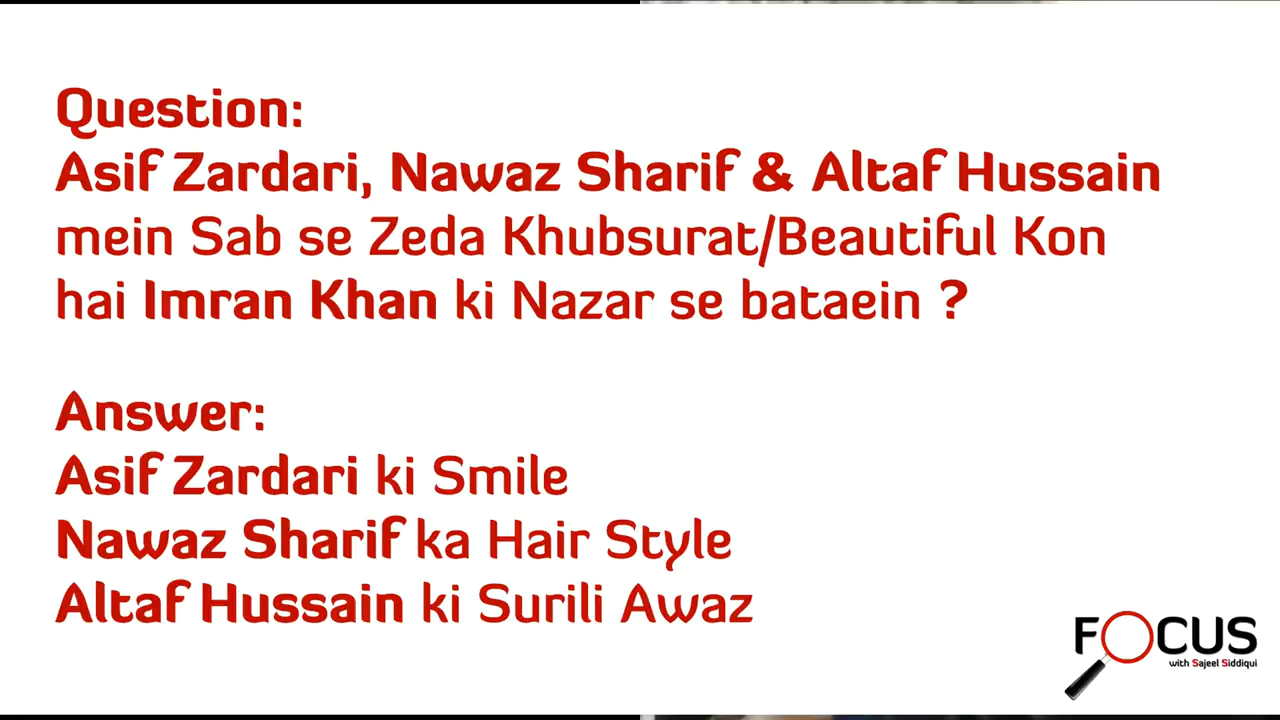 Question:
Asif Zardari, Nawaz Sharif & Altaf Hussain
mein Sab se Zeda Khubsurat/Beautiful Kon
hai Imran Khan ki Nazar se bataein ?
Answer:
Asif Zardari ki Smile
Nawaz Sharif ka Hair Style
Altaf Hussain ki Surili Awaz
FOCUS
with Sajeel Siddiqui